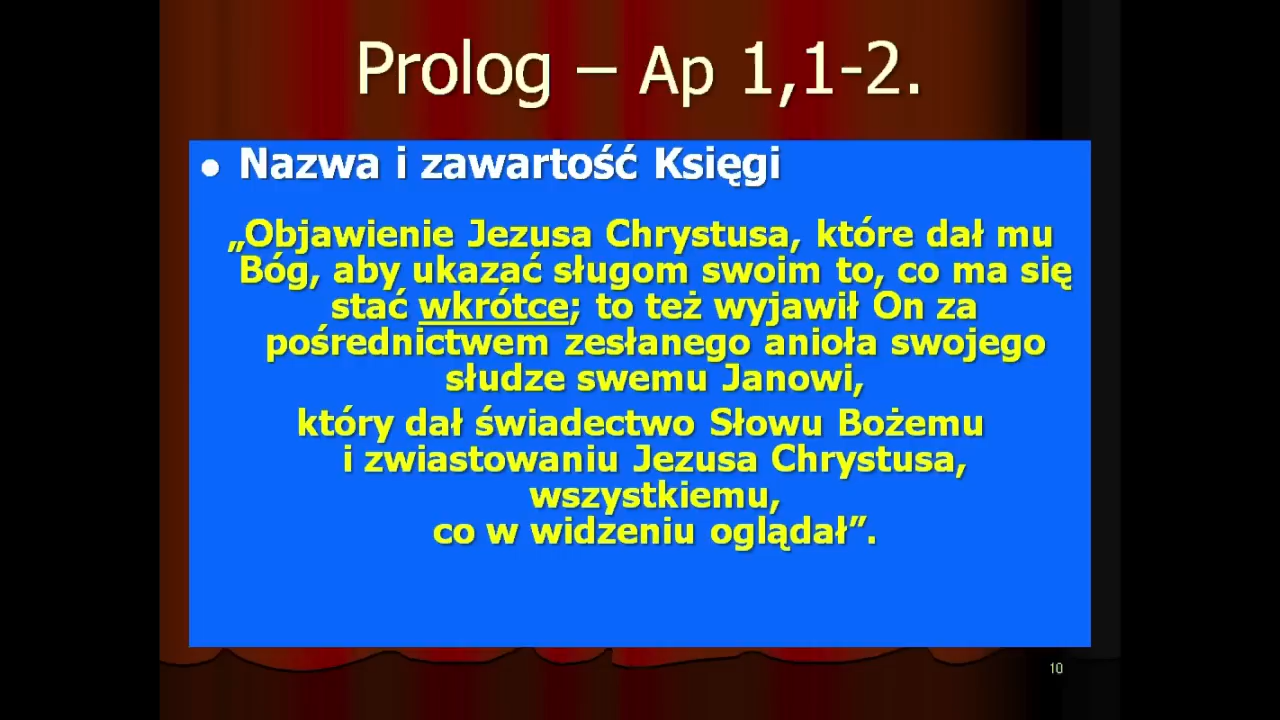 Prolog – Ap 1,1-2.
● Nazwa i zawartość Księgi
„Objawienie Jezusa Chrystusa, które dał mu
Bóg, aby ukazać sługom swoim to, co ma się
stać wkrótce; to też wyjawił On za
pośrednictwem zesłanego anioła swojego
słudze swemu Janowi,
który dał świadectwo Słowu Bożemu
i zwiastowaniu Jezusa Chrystusa,
wszystkiemu,
co w widzeniu oglądał”.
10